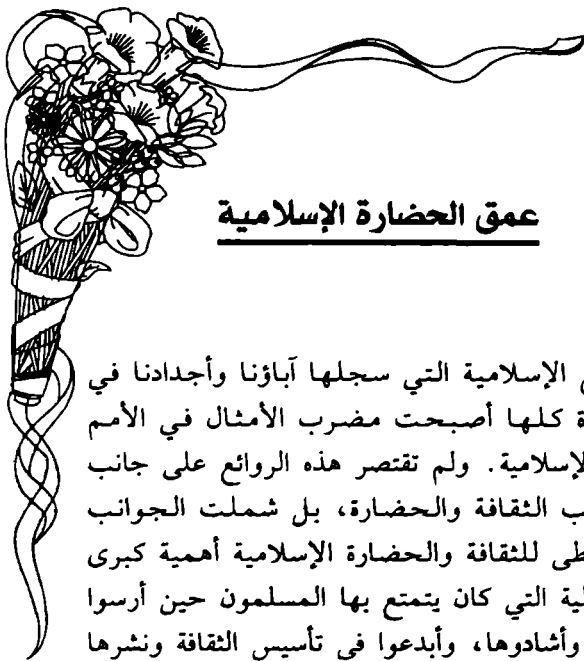 عمق الحضارة الإسلامية
الإسلامية التي سجلها آباؤنا وأجدادنا في
كلها أصبحت مضرب الأمثال في الأمم
الإسلامية. ولم تقتصر هذه الروائع على جانب
الثقافة والحضارة، بل شملت الجوانب
للثقافة والحضارة الإسلامية أهمية كبرى
التي كان يتمتع بها المسلمون حين أرسوا
وأشادوها، وأبدعوا في تأسيس الثقافة ونشرها